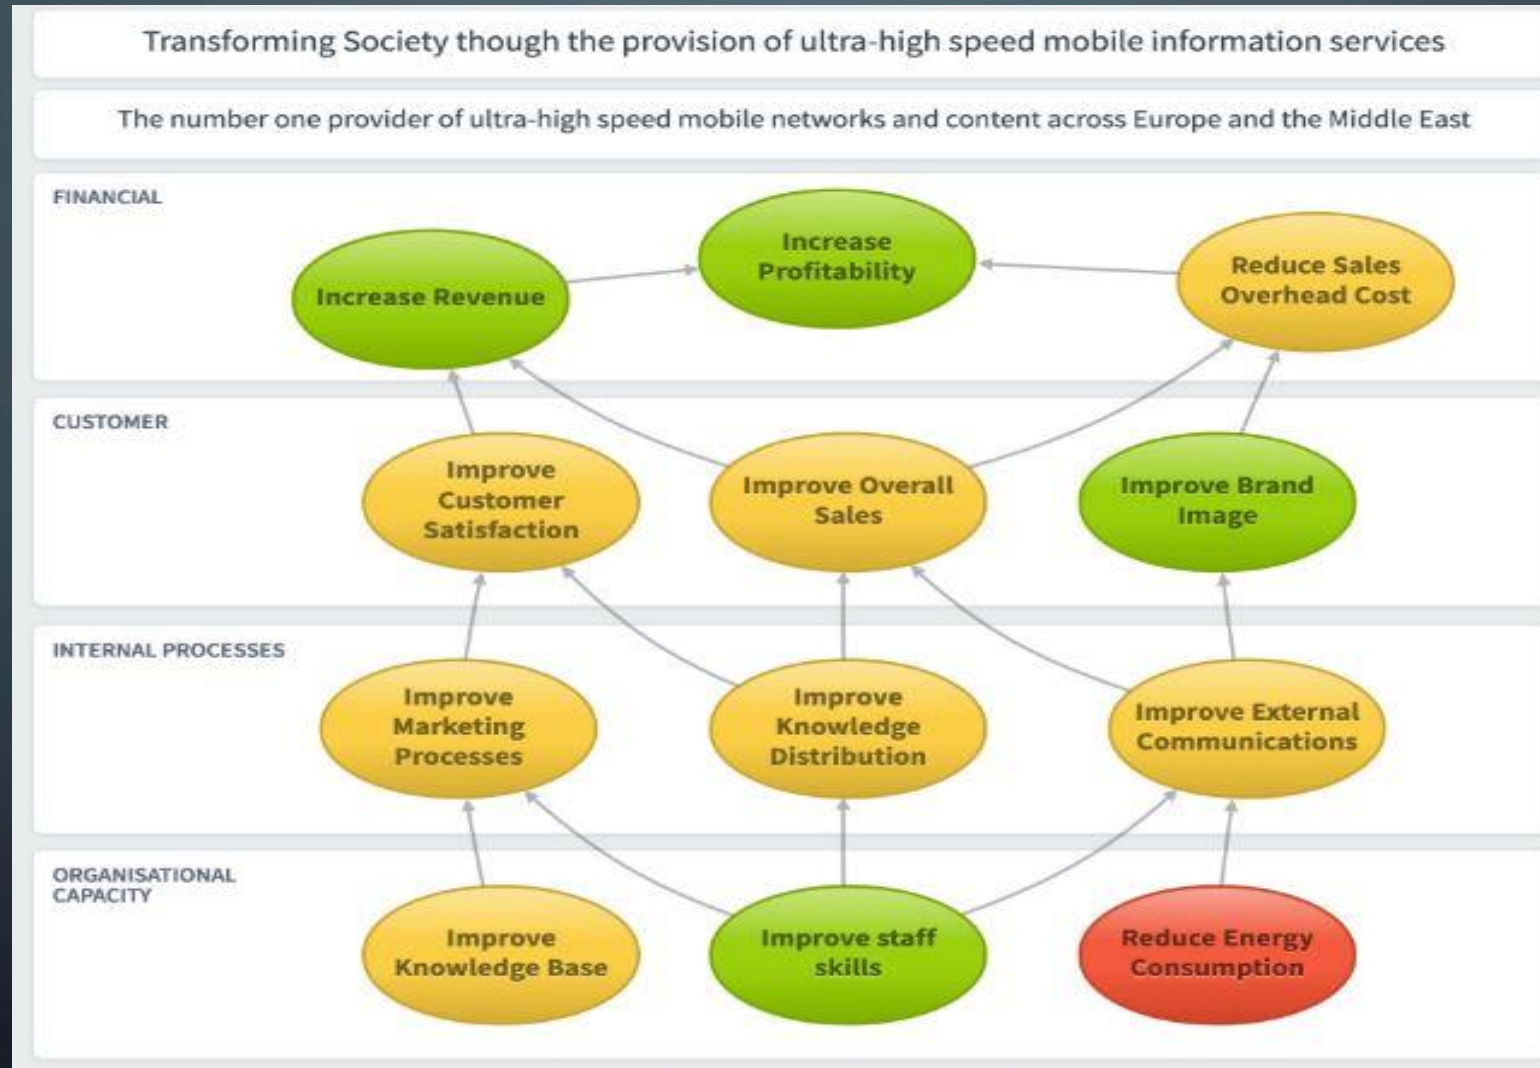 Transforming Society though the provision of ultra-high speed mobile information services
The number one provider of ultra-high speed mobile networks and content across Europe and the Middle East
FINANCIAL
Increase
Profitability
Increase Revenue
Reduce Sales
Overhead Cost
CUSTOMER
Improve
Customer
Satisfaction
Improve Overall
Sales
Improve Brand
Image
INTERNAL PROCESSES
Improve
Marketing
Processes
Improve
Knowledge
Distribution
Improve External
Communications
ORGANISATIONAL
CAPACITY
Improve
Knowledge Base
Improve staff
skills
Reduce Energy
Consumption